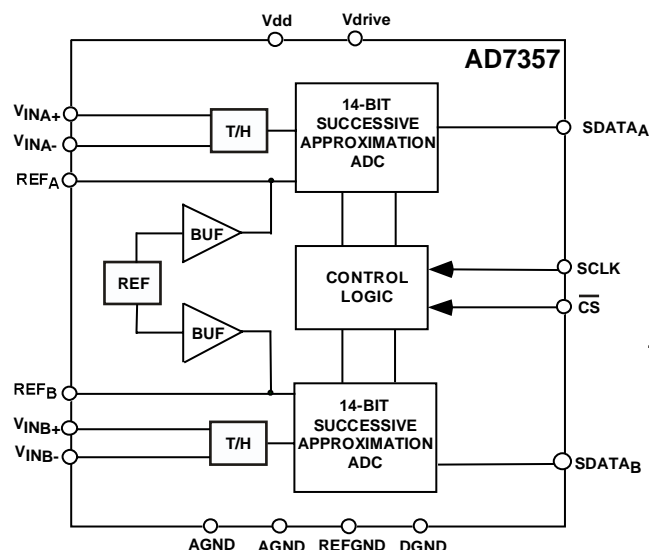 Vdd Vdrive
AD7357
VINA+
VINA-
REFA
T/H
14-BIT
SUCCESSIVE
APPROXIMATION
ADC
SDATAA
BUF
REF
BUF
CONTROL
LOGIC
SCLK
CS
REFB
VINB+
VINB-
T/H
14-BIT
SUCCESSIVE
APPROXIMATION
ADC
SDATAB
AGND AGND REFGND DGND